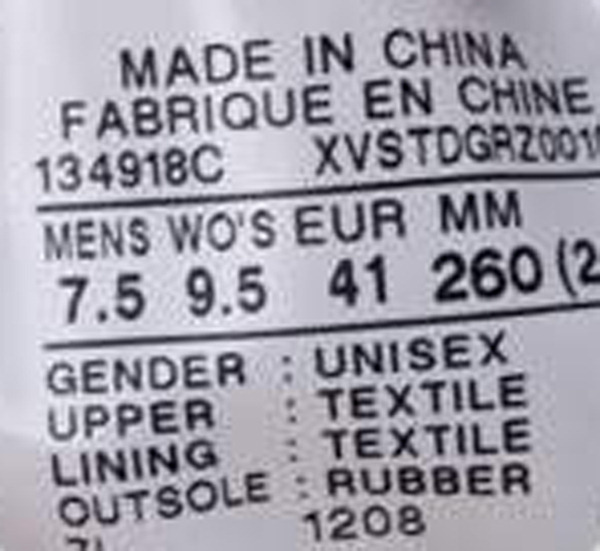 MADE IN CHINA
FABRIQUE EN CHINE
134918C XVSTDGRZ001
MENS WO'S EUR MM
7.5 9.5 41 260 (2
GENDER : UNISEX
UPPER : TEXTILE
LINING : TEXTILE
OUTSOLE : RUBBER
1208